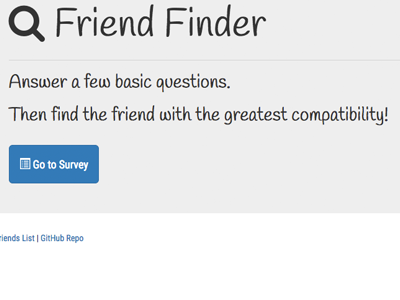 Friend Finder
Answer a few basic questions.
Then find the friend with the greatest compatibility!
Go to Survey
List | GitHub Repo